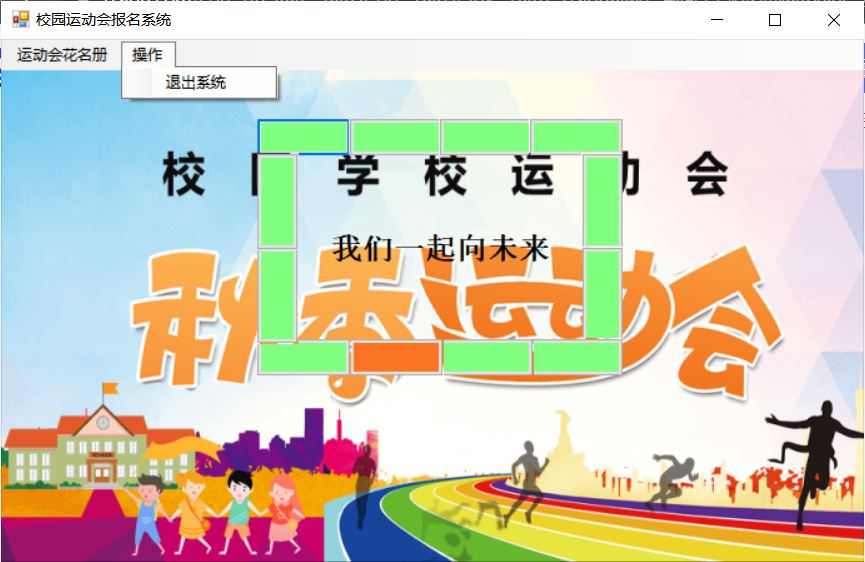 校园运动会报名系统
运动会花名册 操作
退出系统
校 学 校 运 会
我们一起向未来
秋季运动会
SCHOOL